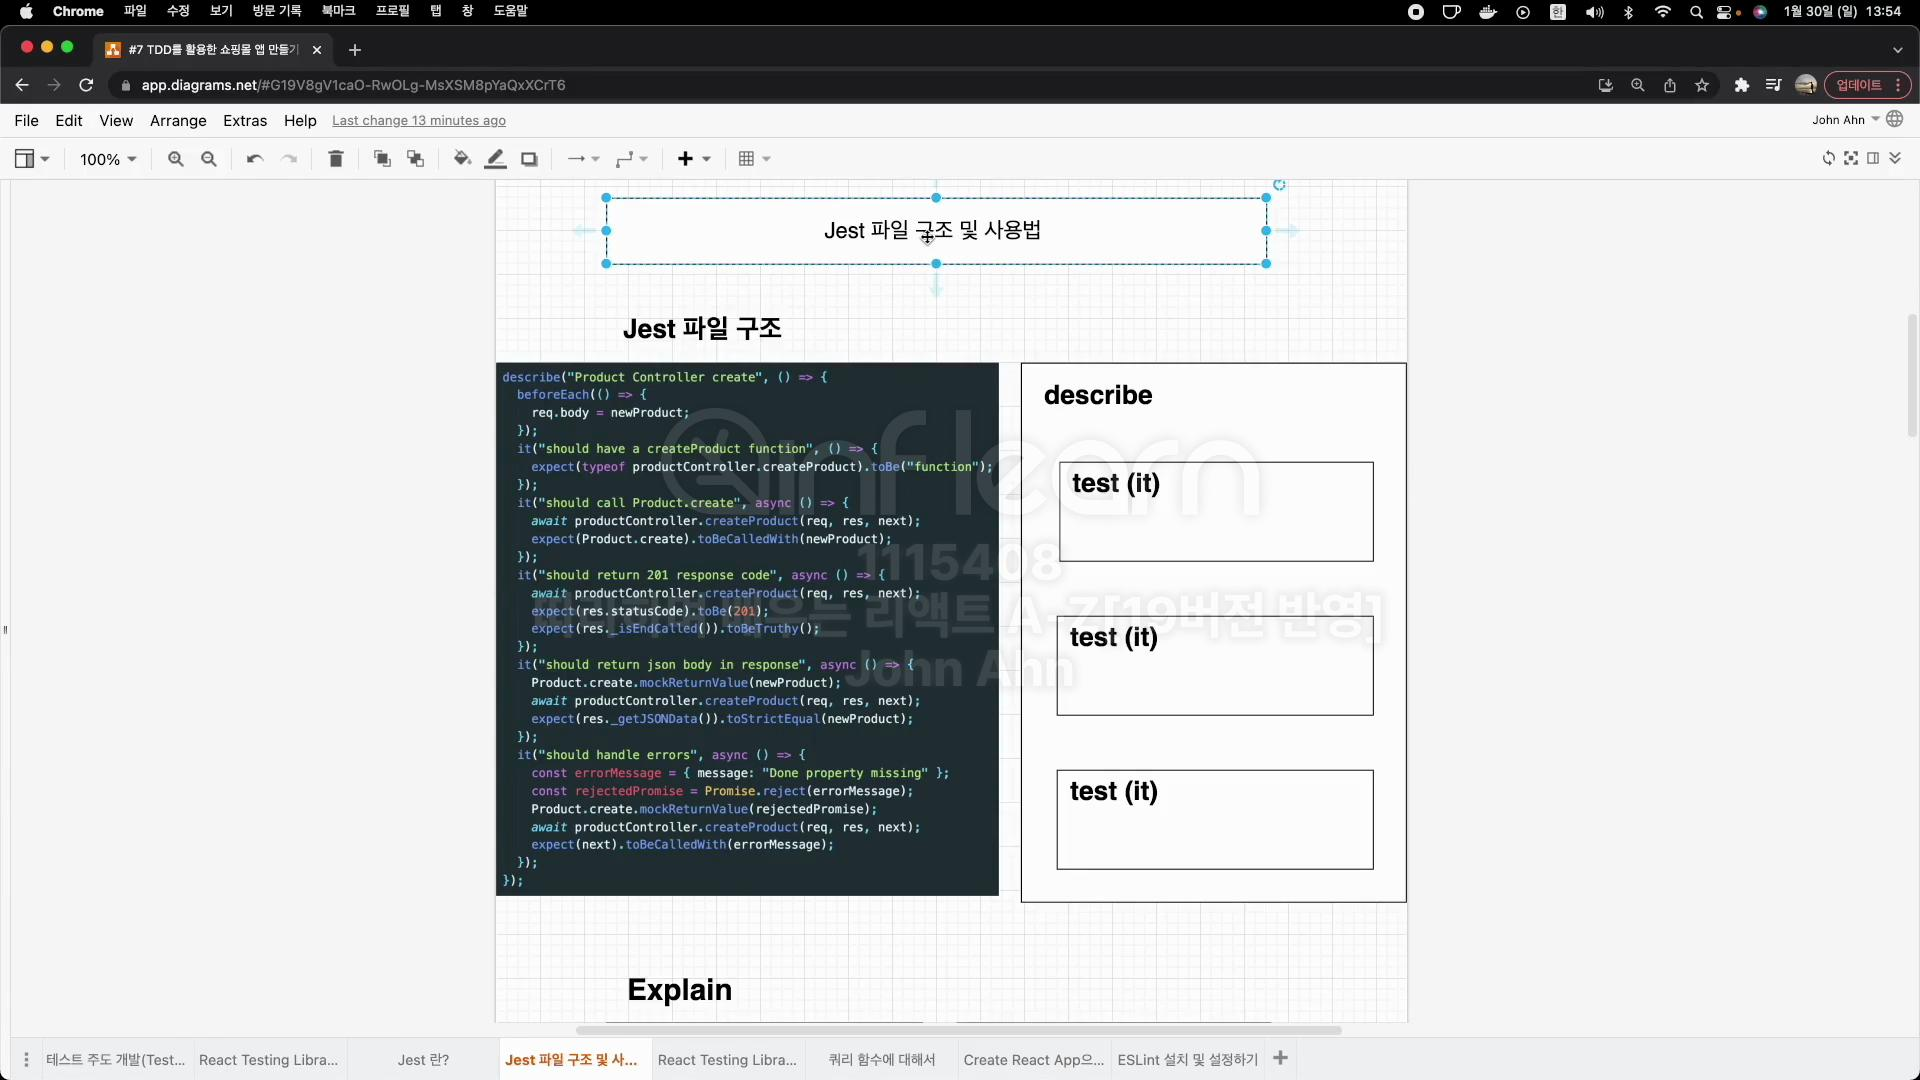 Chrome 파일 수정 보기 방문 기록 북마크 프로필 탭 창 도움말
한
1월 30일 (일) 13:54
#7 TDD를 활용한 쇼핑몰 앱 만들기
app.diagrams.net/#G19V8gV1caO-RwOLg-MsXSM8pYaQxXCrT6
업데이트
File Edit View Arrange Extras Help Last change 13 minutes ago
John Ahn
100%
Jest 파일 구조 및 사용법
Jest 파일 구조
describe("Product Controller create", () => {
beforeEach(() => {
req.body = newProduct;
});
it("should have a createProduct function", () => {
expect(typeof productController.createProduct).toBe("function");
});
it("should call Product.create", async () => {
await productController.createProduct(req, res, next);
expect(Product.create).toBeCalledWith(newProduct);
});
it("should return 201 response code", async () => {
await productController.createProduct(req, res, next);
expect(res.statusCode).toBe(201);
expect(res._isEndCalled()).toBeTruthy();
});
it("should return json body in response", async () => {
Product.create.mockReturnValue(newProduct);
await productController.createProduct(req, res, next);
expect(res._getJSONData()).toStrictEqual(newProduct);
});
it("should handle errors", async () => {
const errorMessage = { message: "Done property missing" };
const rejectedPromise = Promise.reject(errorMessage);
Product.create.mockReturnValue(rejectedPromise);
await productController.createProduct(req, res, next);
expect(next).toBeCalledWith(errorMessage);
});
});
describe
test (it)
test (it)
test (it)
inflearn
1115408
따라하며 배우는 리액트 A-Z[19버전 반영]
John Ahn
Explain
테스트 주도 개발(Test... React Testing Libra... Jest 란? Jest 파일 구조 및 사... React Testing Libra... 쿼리 함수에 대해서 Create React App으... ESLint 설치 및 설정하기